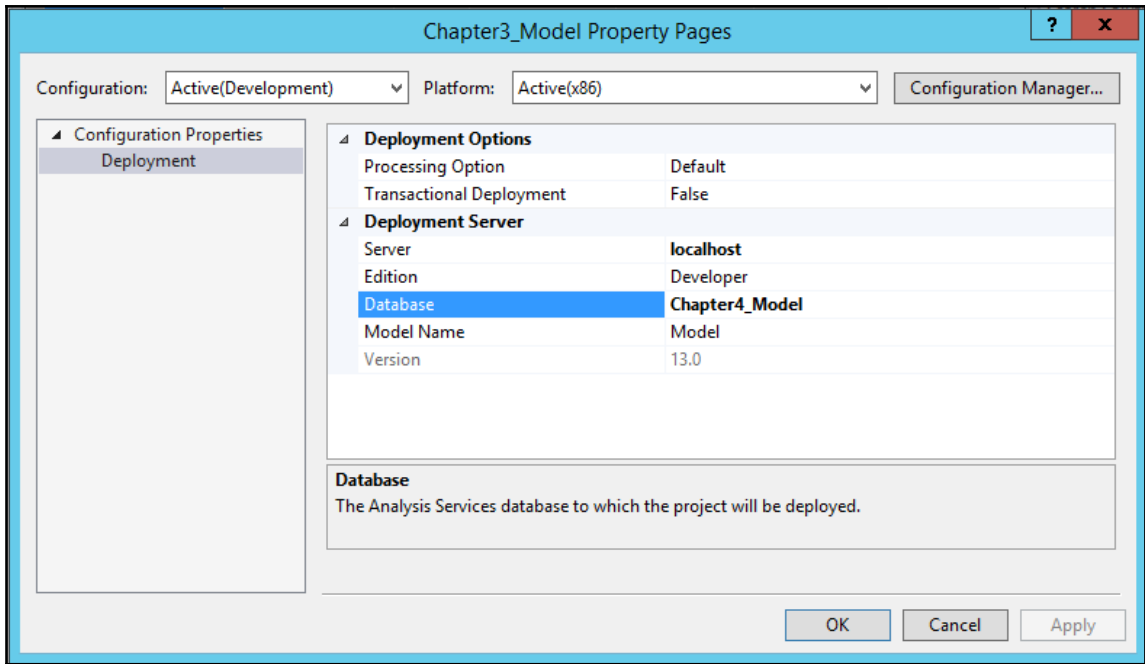 Chapter3_Model Property Pages
? x
Configuration: Active(Development) Platform: Active(x86) Configuration Manager...
Configuration Properties
Deployment
Deployment Options
Processing Option Default
Transactional Deployment False
Deployment Server
Server localhost
Edition Developer
Database Chapter4_Model
Model Name Model
Version 13.0
Database
The Analysis Services database to which the project will be deployed.
OK Cancel Apply